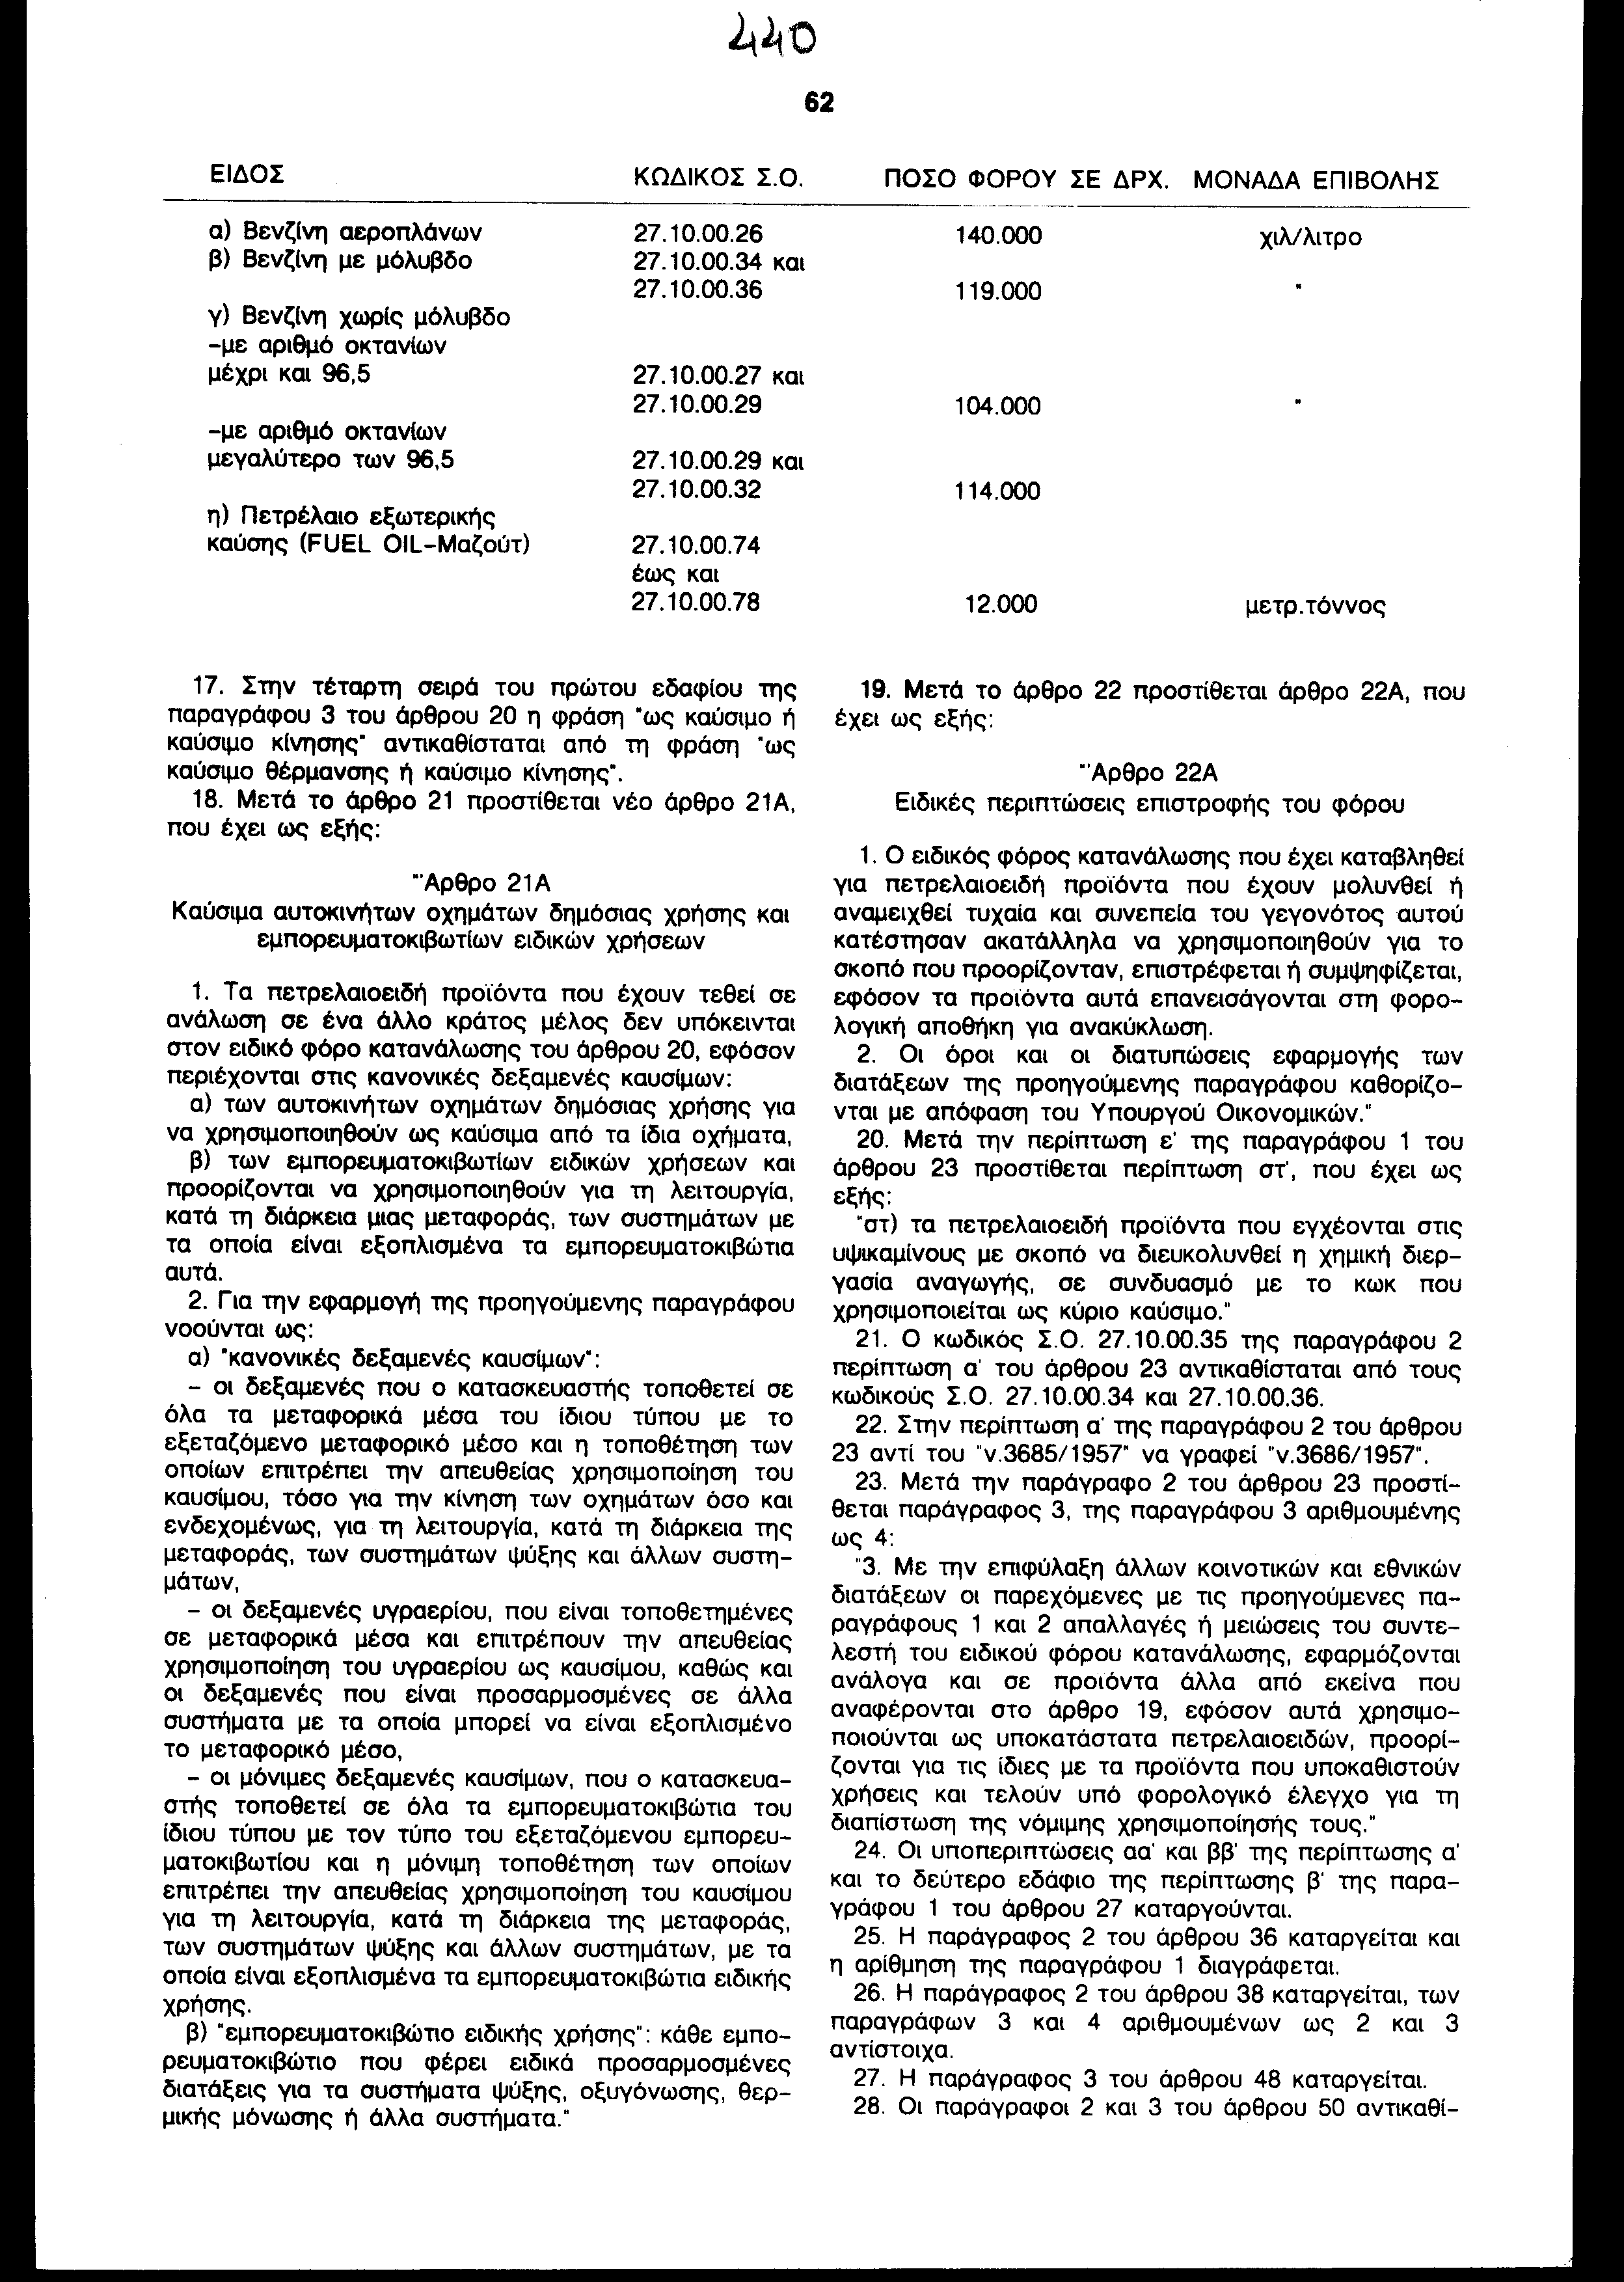 440
62
ΕΙΔΟΣ ΚΩΔΙΚΟΣ Σ.Ο. ΠΟΣΟ ΦΟΡΟΥ ΣΕ ΔΡΧ. ΜΟΝΑΔΑ ΕΠΙΒΟΛΗΣ
α) Βενζίνη αεροπλάνων 27.10.00.26 140.000 χιλ/λιτρο
β) Βενζίνη με μόλυβδο 27.10.00.34 και
27.10.00.36 119.000 "
γ) Βενζίνη χωρίς μόλυβδο
-με αριθμό οκτανίων
μέχρι και 96,5 27.10.00.27 και
27.10.00.29 104.000 "
-με αριθμό οκτανίων
μεγαλύτερο των 96,5 27.10.00.29 και
27.10.00.32 114.000
η) Πετρέλαιο εξωτερικής
καύσης (FUEL OIL-Μαζούτ) 27.10.00.74
έως και
27.10.00.78 12.000 μετρ.τόννος
17. Στην τέταρτη σειρά του πρώτου εδαφίου της
παραγράφου 3 του άρθρου 20 η φράση "ως καύσιμο ή
καύσιμο κίνησης" αντικαθίσταται από τη φράση "ως
καύσιμο θέρμανσης ή καύσιμο κίνησης".
18. Μετά το άρθρο 21 προστίθεται νέο άρθρο 21Α,
που έχει ως εξής:
"Άρθρο 21Α
Καύσιμα αυτοκινήτων οχημάτων δημόσιας χρήσης και
εμπορευματοκιβωτίων ειδικών χρήσεων
1. Τα πετρελαιοειδή προϊόντα που έχουν τεθεί σε
ανάλωση σε ένα άλλο κράτος μέλος δεν υπόκεινται
στον ειδικό φόρο κατανάλωσης του άρθρου 20, εφόσον
περιέχονται στις κανονικές δεξαμενές καυσίμων:
α) των αυτοκινήτων οχημάτων δημόσιας χρήσης για
να χρησιμοποιηθούν ως καύσιμα από τα ίδια οχήματα,
β) των εμπορευματοκιβωτίων ειδικών χρήσεων και
προορίζονται να χρησιμοποιηθούν για τη λειτουργία,
κατά τη διάρκεια μιας μεταφοράς, των συστημάτων με
τα οποία είναι εξοπλισμένα τα εμπορευματοκιβώτια
αυτά.
2. Για την εφαρμογή της προηγούμενης παραγράφου
νοούνται ως:
α) "κανονικές δεξαμενές καυσίμων":
- οι δεξαμενές που ο κατασκευαστής τοποθετεί σε
όλα τα μεταφορικά μέσα του ίδιου τύπου με το
εξεταζόμενο μεταφορικό μέσο και η τοποθέτηση των
οποίων επιτρέπει την απευθείας χρησιμοποίηση του
καυσίμου, τόσο για την κίνηση των οχημάτων όσο και
ενδεχομένως, για τη λειτουργία, κατά τη διάρκεια της
μεταφοράς, των συστημάτων ψύξης και άλλων συστη-
μάτων,
- οι δεξαμενές υγραερίου, που είναι τοποθετημένες
σε μεταφορικά μέσα και επιτρέπουν την απευθείας
χρησιμοποίηση του υγραερίου ως καυσίμου, καθώς και
οι δεξαμενές που είναι προσαρμοσμένες σε άλλα
συστήματα με τα οποία μπορεί να είναι εξοπλισμένο
το μεταφορικό μέσο,
- οι μόνιμες δεξαμενές καυσίμων, που ο κατασκευα-
στής τοποθετεί σε όλα τα εμπορευματοκιβώτια του
ίδιου τύπου με τον τύπο του εξεταζόμενου εμπορευ-
ματοκιβωτίου και η μόνιμη τοποθέτηση των οποίων
επιτρέπει την απευθείας χρησιμοποίηση του καυσίμου
για τη λειτουργία, κατά τη διάρκεια της μεταφοράς,
των συστημάτων ψύξης και άλλων συστημάτων, με τα
οποία είναι εξοπλισμένα τα εμπορευματοκιβώτια ειδικής
χρήσης.
β) "εμπορευματοκιβώτιο ειδικής χρήσης": κάθε εμπο-
ρευματοκιβώτιο που φέρει ειδικά προσαρμοσμένες
διατάξεις για τα συστήματα ψύξης, οξυγόνωσης, θερ-
μικής μόνωσης ή άλλα συστήματα."
19. Μετά το άρθρο 22 προστίθεται άρθρο 22Α, που
έχει ως εξής:
"Άρθρο 22Α
Ειδικές περιπτώσεις επιστροφής του φόρου
1. Ο ειδικός φόρος κατανάλωσης που έχει καταβληθεί
για πετρελαιοειδή προϊόντα που έχουν μολυνθεί ή
αναμειχθεί τυχαία και συνεπεία του γεγονότος αυτού
κατέστησαν ακατάλληλα να χρησιμοποιηθούν για το
σκοπό που προορίζονταν, επιστρέφεται ή συμψηφίζεται,
εφόσον τα προϊόντα αυτά επανεισάγονται στη φορο-
λογική αποθήκη για ανακύκλωση.
2. Οι όροι και οι διατυπώσεις εφαρμογής των
διατάξεων της προηγούμενης παραγράφου καθορίζο-
νται με απόφαση του Υπουργού Οικονομικών."
20. Μετά την περίπτωση ε' της παραγράφου 1 του
άρθρου 23 προστίθεται περίπτωση στ', που έχει ως
εξής:
"στ) τα πετρελαιοειδή προϊόντα που εγχέονται στις
υψικαμίνους με σκοπό να διευκολυνθεί η χημική διερ-
γασία αναγωγής, σε συνδυασμό με το κωκ που
χρησιμοποιείται ως κύριο καύσιμο."
21. Ο κωδικός Σ.Ο. 27.10.00.35 της παραγράφου 2
περίπτωση α' του άρθρου 23 αντικαθίσταται από τους
κωδικούς Σ.Ο. 27.10.00.34 και 27.10.00.36.
22. Στην περίπτωση α' της παραγράφου 2 του άρθρου
23 αντί του "ν.3685/1957" να γραφεί "ν.3686/1957".
23. Μετά την παράγραφο 2 του άρθρου 23 προστί-
θεται παράγραφος 3, της παραγράφου 3 αριθμουμένης
ως 4:
"3. Με την επιφύλαξη άλλων κοινοτικών και εθνικών
διατάξεων οι παρεχόμενες με τις προηγούμενες πα-
ραγράφους 1 και 2 απαλλαγές ή μειώσεις του συντε-
λεστή του ειδικού φόρου κατανάλωσης, εφαρμόζονται
ανάλογα και σε προιόντα άλλα από εκείνα που
αναφέρονται στο άρθρο 19, εφόσον αυτά χρησιμο-
ποιούνται ως υποκατάστατα πετρελαιοειδών, προορί-
ζονται για τις ίδιες με τα προϊόντα που υποκαθιστούν
χρήσεις και τελούν υπό φορολογικό έλεγχο για τη
διαπίστωση της νόμιμης χρησιμοποίησής τους."
24. Οι υποπεριπτώσεις αα' και ββ' της περίπτωσης α'
και το δεύτερο εδάφιο της περίπτωσης β' της παρα-
γράφου 1 του άρθρου 27 καταργούνται.
25. Η παράγραφος 2 του άρθρου 36 καταργείται και
η αρίθμηση της παραγράφου 1 διαγράφεται.
26. Η παράγραφος 2 του άρθρου 38 καταργείται, των
παραγράφων 3 και 4 αριθμουμένων ως 2 και 3
αντίστοιχα.
27. Η παράγραφος 3 του άρθρου 48 καταργείται.
28. Οι παράγραφοι 2 και 3 του άρθρου 50 αντικαθί-